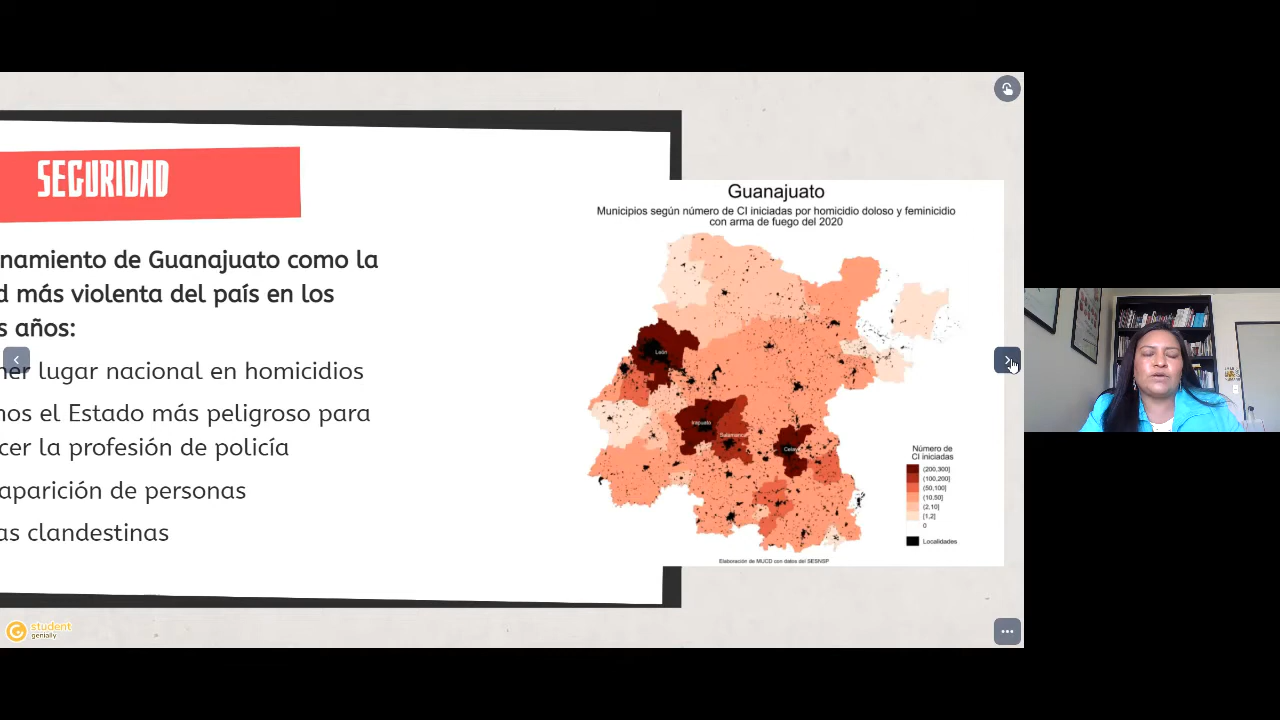 SEGURIDAD
namiento de Guanajuato como la
d más violenta del país en los
s años:
ner lugar nacional en homicidios
nos el Estado más peligroso para
cer la profesión de policía
aparición de personas
as clandestinas
Guanajuato
Municipios según número de CI iniciadas por homicidio doloso y feminicidio
con arma de fuego del 2020
León
Irapuato
Salamanca
Celaya
Número de
CI iniciadas
(200,300]
(100,200]
(50,100]
(10,50]
(2,10]
[1,2]
0
Localidades
Elaboración de MUCD con datos del SESNSP
student
genially